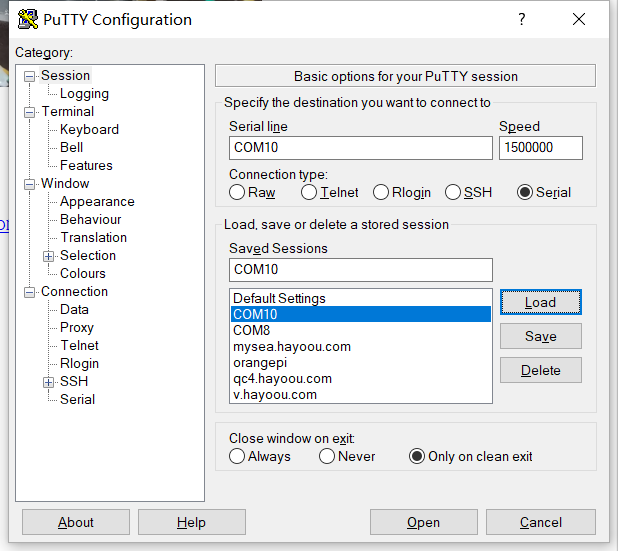 PuTTY Configuration
?
Category:
Session
Logging
Terminal
Keyboard
Bell
Features
Window
Appearance
Behaviour
Translation
Selection
Colours
Connection
Data
Proxy
Telnet
Rlogin
SSH
Serial
Basic options for your PuTTY session
Specify the destination you want to connect to
Serial line Speed
COM10 1500000
Connection type:
Raw Telnet Rlogin SSH Serial
Load, save or delete a stored session
Saved Sessions
COM10
Default Settings
COM10
COM8
mysea.hayoou.com
orangepi
qc4.hayoou.com
v.hayoou.com
Load
Save
Delete
Close window on exit:
Always Never Only on clean exit
About Help Open Cancel